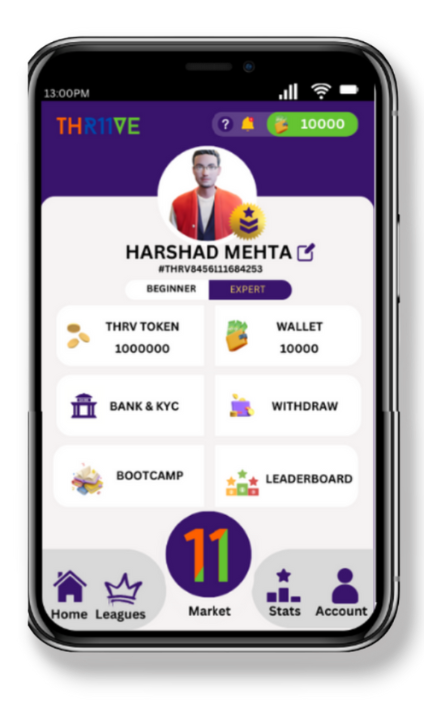 13:00PM
THR11VE
? 10000
HARSHAD MEHTA
#THRV8456111684253
BEGINNER EXPERT
THRV TOKEN
1000000
WALLET
10000
BANK & KYC
WITHDRAW
BOOTCAMP
LEADERBOARD
11
Home Leagues Market Stats Account